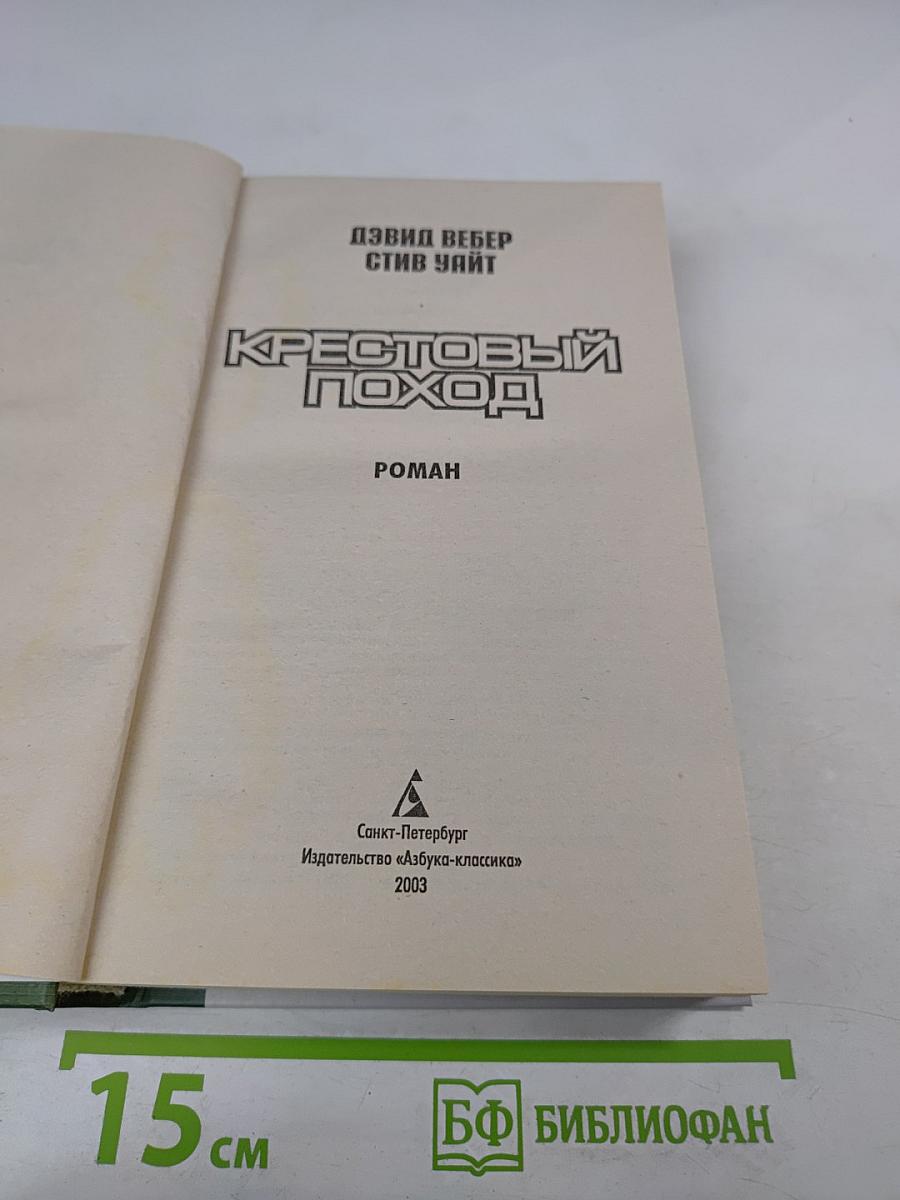 ДЭВИД ВЕБЕР
СТИВ УАЙТ
КРЕСТОВЫЙ
ПОХОД
РОМАН
Санкт-Петербург
Издательство «Азбука-классика»
2003
15 см
БФ БИБЛИОФАН